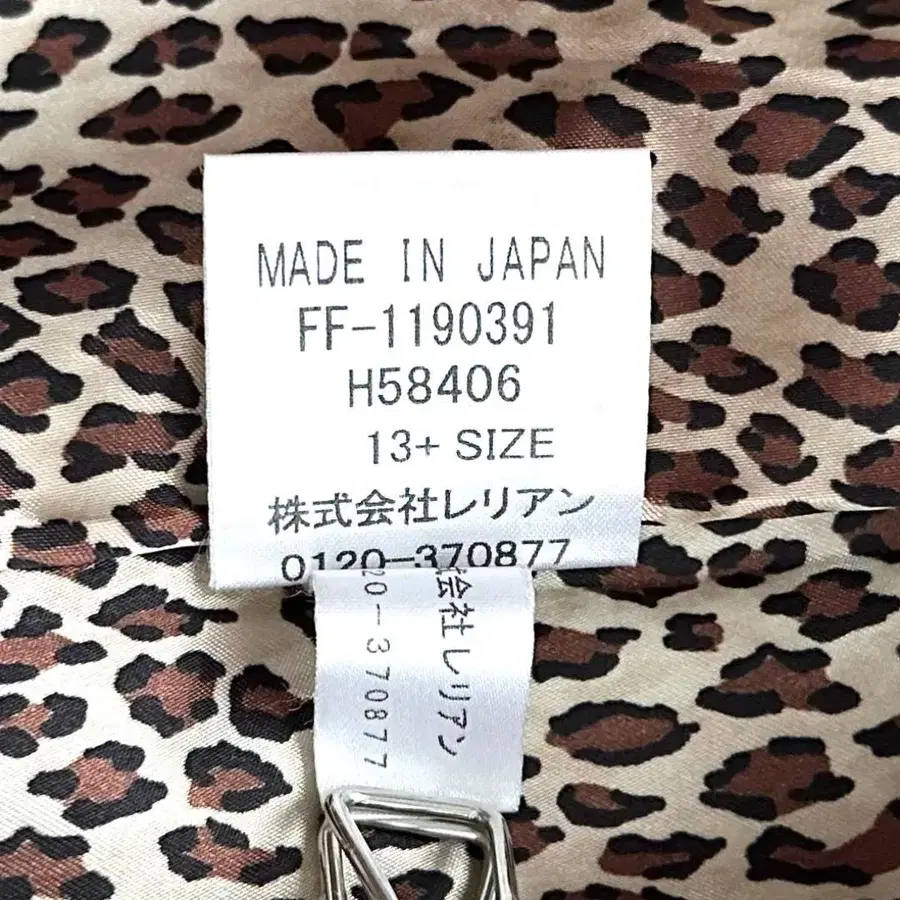 MADE IN JAPAN
FF-1190391
H58406
13+ SIZE
株式会社レリアン
0120-370877
会社レリアン
20-370877